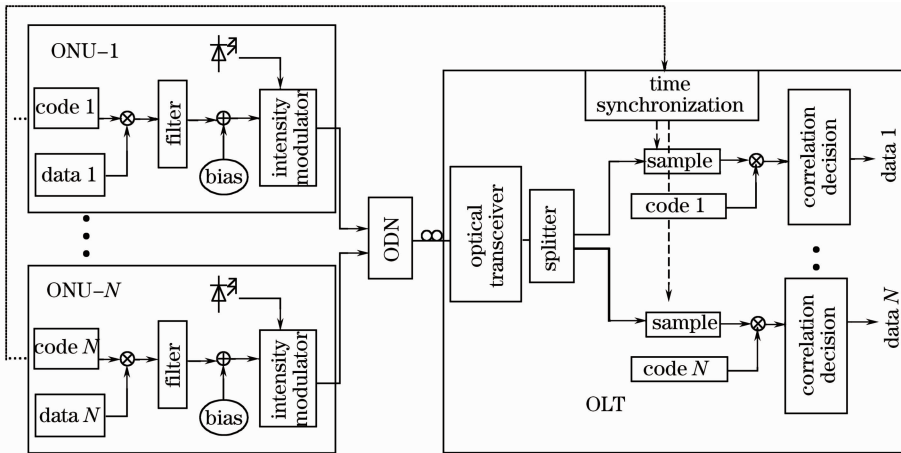 ONU–1
code 1
data 1
filter
bias
intensity
modulator
ONU–N
code N
data N
filter
bias
intensity
modulator
ODN
time
synchronization
optical
transceiver
splitter
sample
code 1
correlation
decision
data 1
sample
code N
correlation
decision
data N
OLT